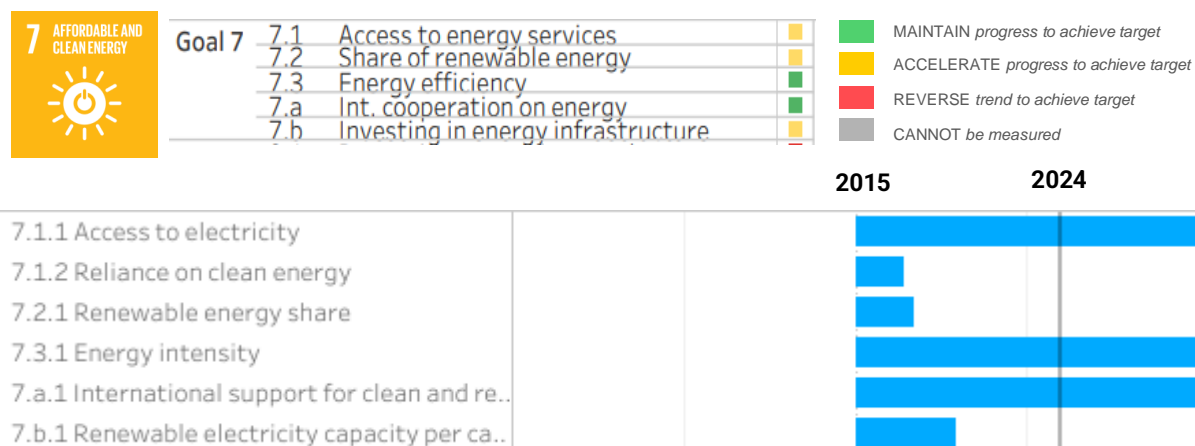 7 AFFORDABLE AND
CLEAN ENERGY
Goal 7
7.1 Access to energy services
7.2 Share of renewable energy
7.3 Energy efficiency
7.a Int. cooperation on energy
7.b Investing in energy infrastructure
MAINTAIN progress to achieve target
ACCELERATE progress to achieve target
REVERSE trend to achieve target
CANNOT be measured
2015 2024
7.1.1 Access to electricity
7.1.2 Reliance on clean energy
7.2.1 Renewable energy share
7.3.1 Energy intensity
7.a.1 International support for clean and re..
7.b.1 Renewable electricity capacity per ca..